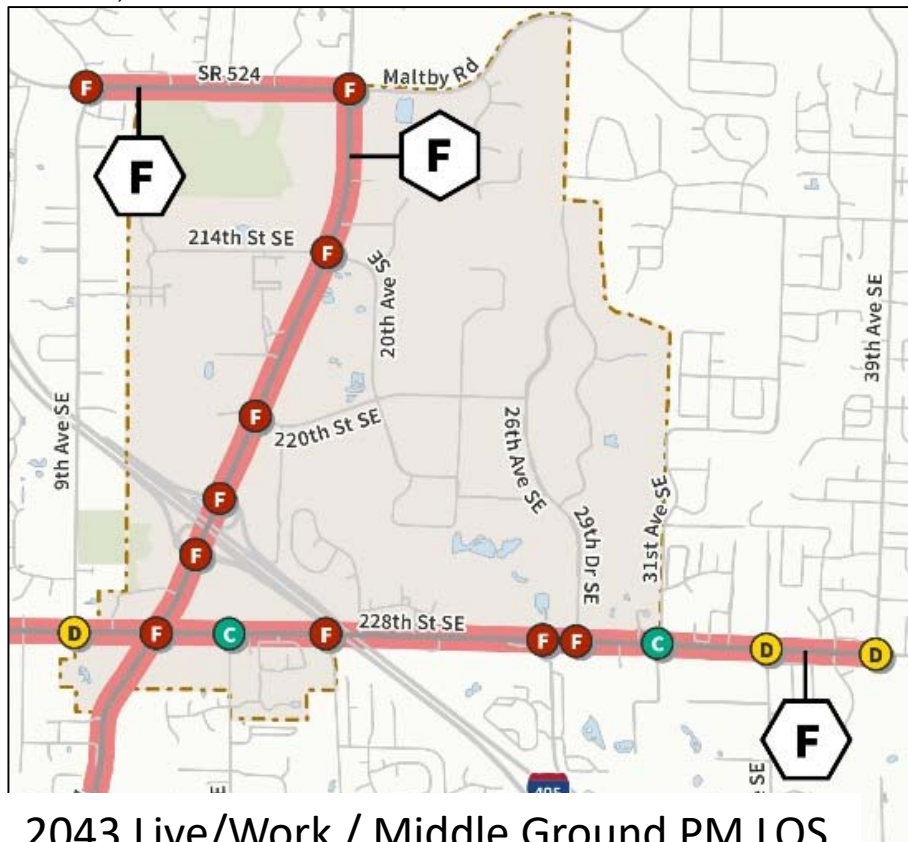 SR 524
Maltby Rd
F
F
F
F
214th St SE
F
20th Ave SE
39th Ave SE
F
220th St SE
9th Ave SE
26th Ave SE
F
29th Dr SE
31st Ave SE
F
228th St SE
D
F
C
F
F
F
C
D
D
F
SE
405
2043 Live/Work / Middle Ground PM LOS